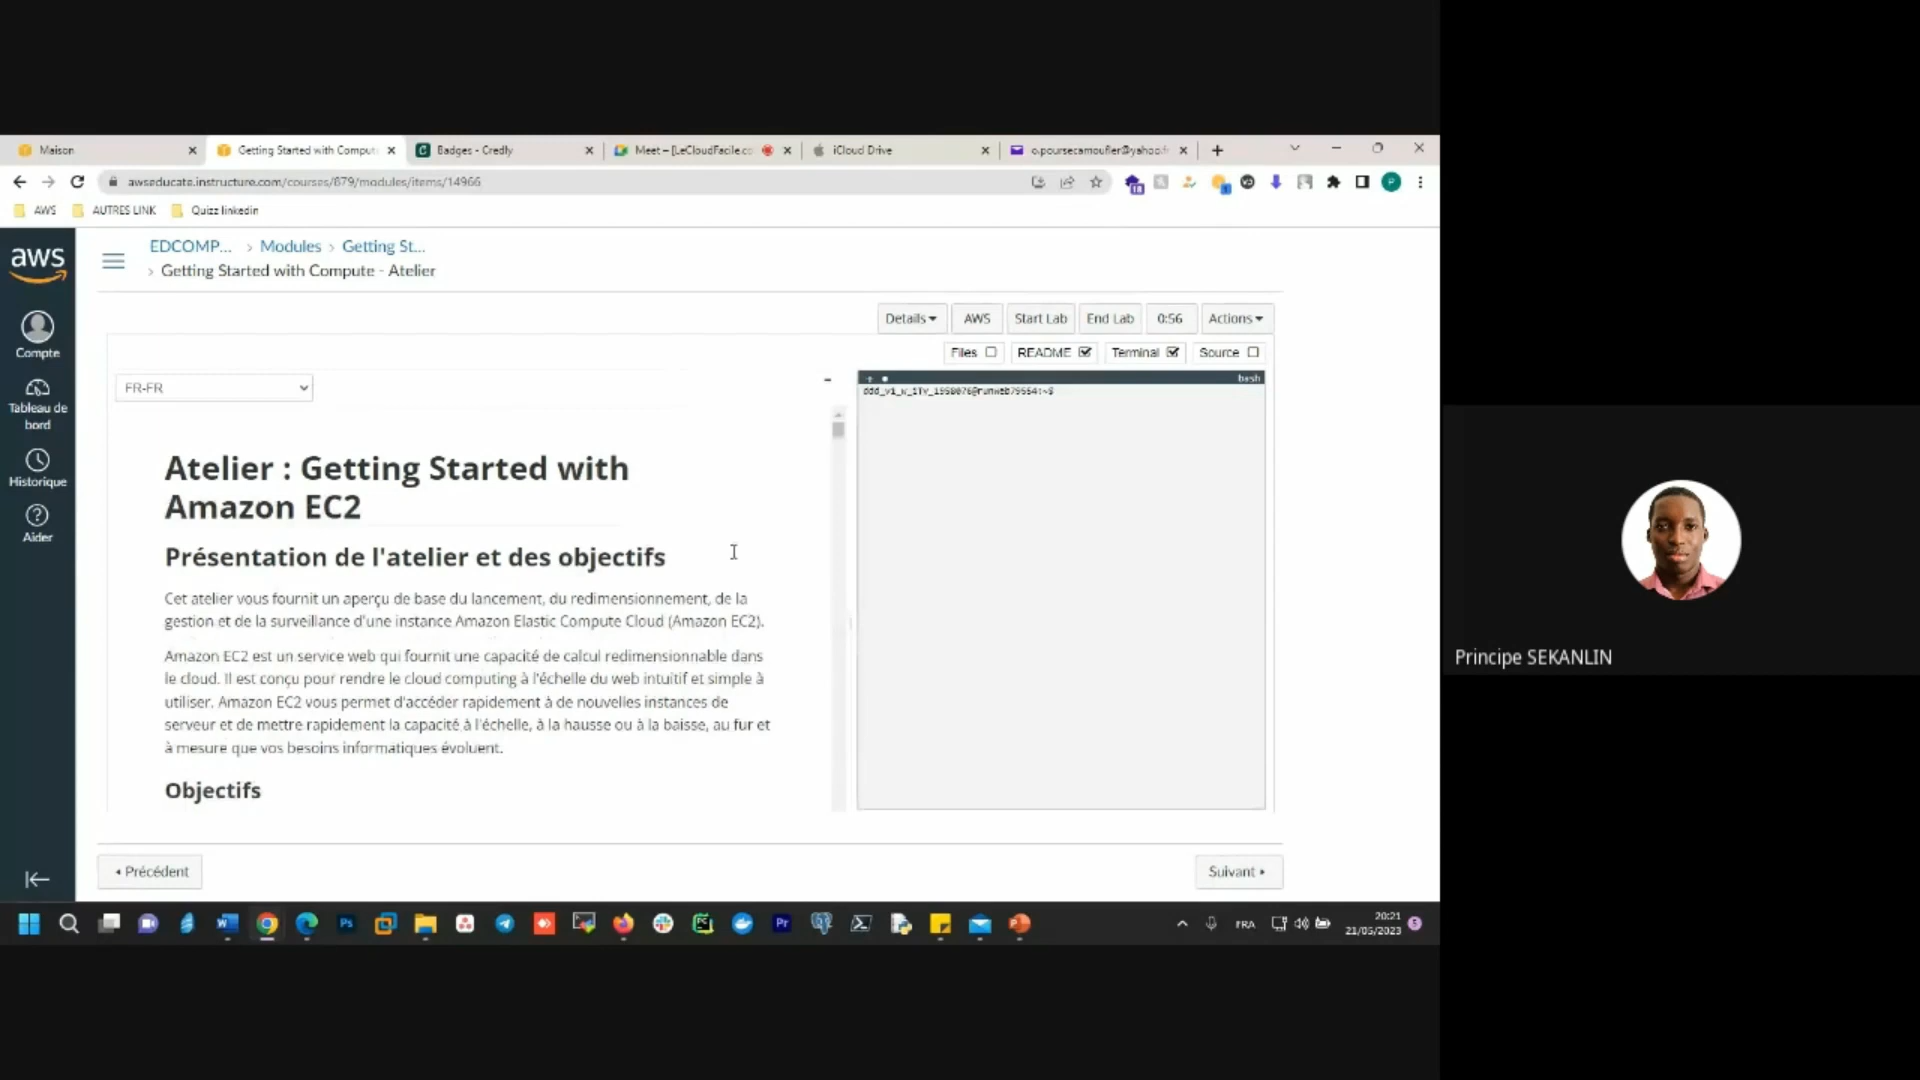 Maison
Getting Started with Comput
Badges - Credly
Meet – [LeCloudFacile.co
iCloud Drive
o.poursecamoufler@yahoo.f
awseducate.instructure.com/courses/879/modules/items/14966
AWS
AUTRES LINK
Quizz linkedin
aws
Compte
Tableau de
bord
Historique
Aider
EDCOMP... › Modules › Getting St...
› Getting Started with Compute - Atelier
Details
AWS
Start Lab
End Lab
0:56
Actions
Files
README
Terminal
Source
FR-FR
bash
Atelier : Getting Started with
Amazon EC2
Présentation de l'atelier et des objectifs
Cet atelier vous fournit un aperçu de base du lancement, du redimensionnement, de la
gestion et de la surveillance d'une instance Amazon Elastic Compute Cloud (Amazon EC2).
Amazon EC2 est un service web qui fournit une capacité de calcul redimensionnable dans
le cloud. Il est conçu pour rendre le cloud computing à l'échelle du web intuitif et simple à
utiliser. Amazon EC2 vous permet d'accéder rapidement à de nouvelles instances de
serveur et de mettre rapidement la capacité à l'échelle, à la hausse ou à la baisse, au fur et
à mesure que vos besoins informatiques évoluent.
Objectifs
Précédent
Suivant
FRA
20:21
21/05/2023
Principe SEKANLIN